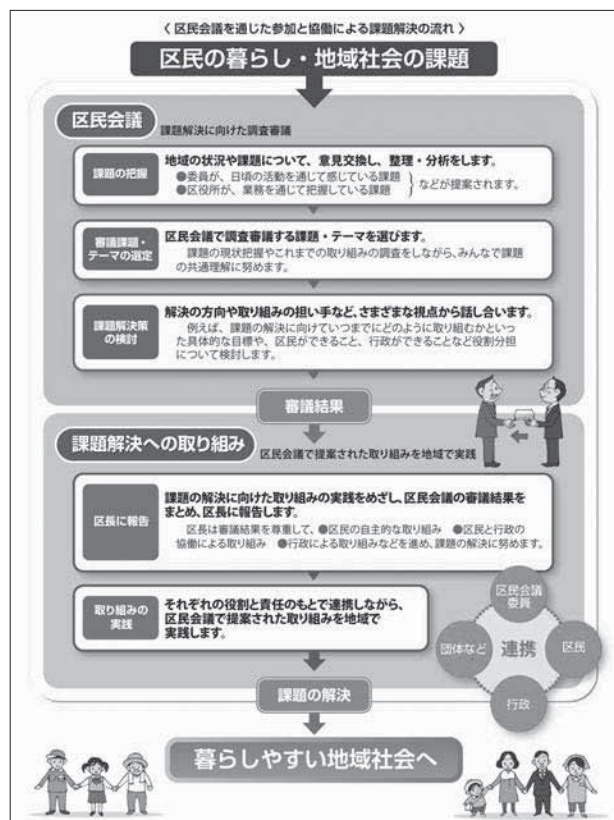 〈 区民会議を通じた参加と協働による課題解決の流れ 〉
区民の暮らし・地域社会の課題
区民会議
課題解決に向けた調査審議
課題の把握
地域の状況や課題について、意見交換し、整理・分析をします。
●委員が、日頃の活動を通じて感じている課題
●区役所が、業務を通じて把握している課題
などが提案されます。
審議課題・
テーマの選定
区民会議で調査審議する課題・テーマを選びます。
課題の現状把握やこれまでの取り組みの調査をしながら、みんなで課題
の共通理解に努めます。
課題解決策
の検討
解決の方向や取り組みの担い手など、さまざまな視点から話し合います。
例えば、課題の解決に向けていつまでにどのように取り組むかといっ
た具体的な目標や、区民ができること、行政ができることなど役割分担
について検討します。
審議結果
課題解決への取り組み
区民会議で提案された取り組みを地域で実践
区長に報告
課題の解決に向けた取り組みの実践をめざし、区民会議の審議結果を
まとめ、区長に報告します。
区長は審議結果を尊重して、●区民の自主的な取り組み ●区民と行政の
協働による取り組み ●行政による取り組みなどを進め、課題の解決に努めます。
取り組みの
実践
それぞれの役割と責任のもとで連携しながら、
区民会議で提案された取り組みを地域で
実践します。
区民会議
委員
団体など
連携
区民
行政
課題の解決
暮らしやすい地域社会へ